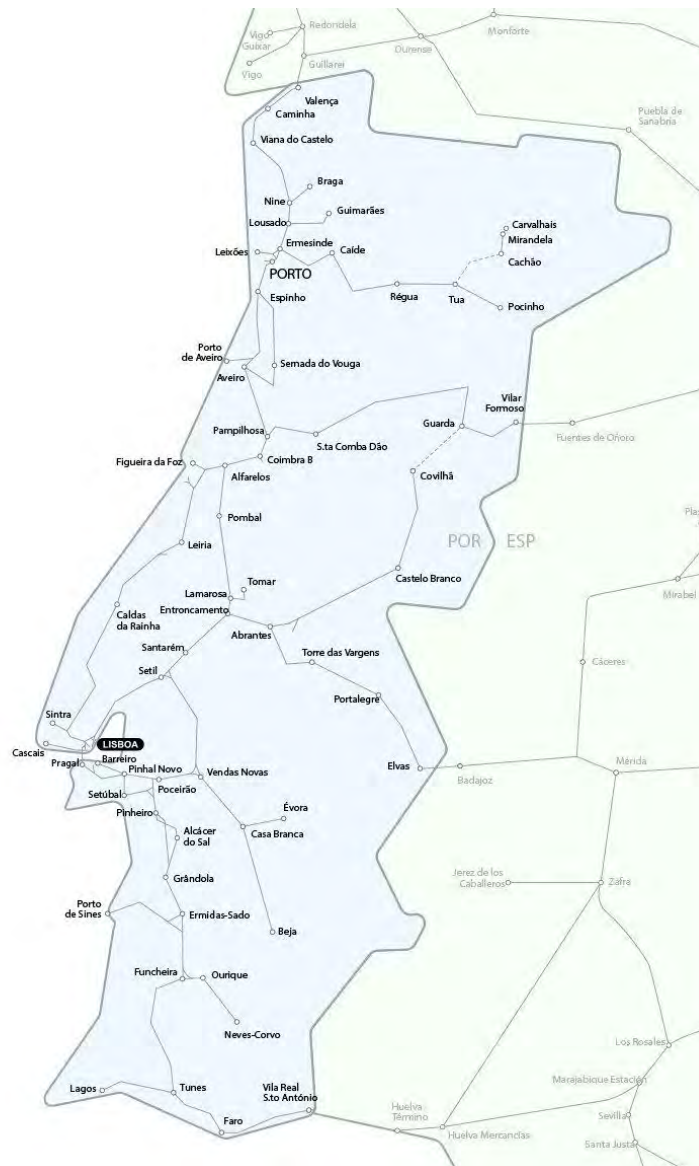 Redondela
Vigo
Guixar
Monforte
Ourense
Guillarei
Vigo
Valença
Caminha
Puebla de
Sanabria
Viana do Castelo
Braga
Nine
Guimarães
Lousado
Carvalhais
Mirandela
Ermesinde
Leixões
Caíde
Cachão
PORTO
Espinho
Régua
Tua
Pocinho
Porto
de Aveiro
Sernada do Vouga
Aveiro
Vilar
Formoso
Guarda
Pampilhosa
Fuentes de Oñoro
S.ta Comba Dão
Coimbra B
Figueira da Foz
Alfarelos
Covilhã
Pombal
POR
ESP
Leiria
Castelo Branco
Tomar
Lamarosa
Mirabel
Entroncamento
Caldas
da Rainha
Abrantes
Santarém
Torre das Vargens
Cáceres
Setil
Portalegre
Sintra
LISBOA
Cascais
Barreiro
Pragal
Pinhal Novo
Vendas Novas
Elvas
Badajoz
Mérida
Poceirão
Setúbal
Évora
Pinheiro
Casa Branca
Alcácer
do Sal
Jerez de los
Caballeros
Zafra
Grândola
Porto
de Sines
Ermidas-Sado
Beja
Funcheira
Ourique
Neves-Corvo
Los Rosales
Marajabique Estación
Lagos
Tunes
Vila Real
S.to António
Huelva
Término
Sevilla
Faro
Huelva Mercancías
Santa Justa